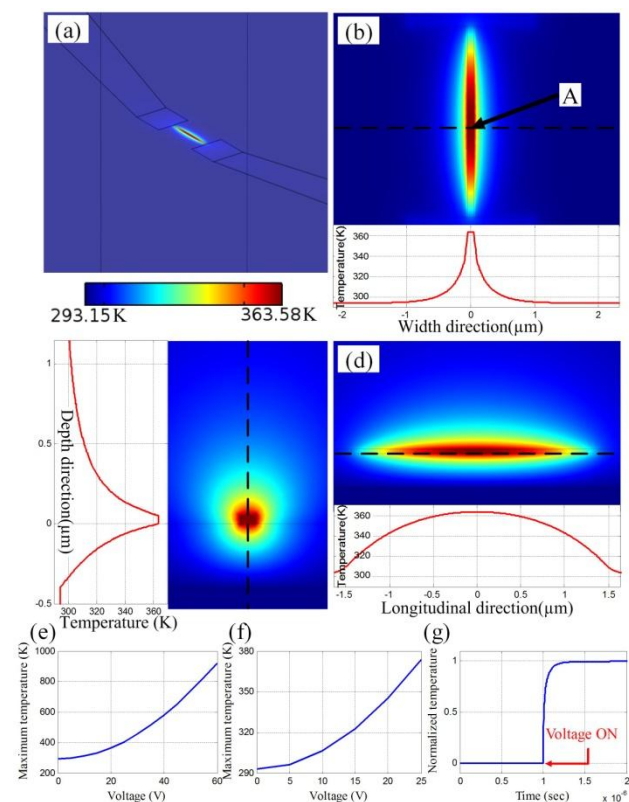 (a)
(b)
A
293.15K
363.58K
Temperature(K)
360
340
320
300
-2
-1
0
1
2
Width direction(µm)
Depth direction(µm)
1
0.5
0
-0.5
300
320
340
360
Temperature (K)
(d)
Temperature(K)
360
340
320
300
-1.5
-1
-0.5
0
0.5
1
1.5
Longitudinal direction(µm)
(e)
Maximum temperature (K)
1000
800
600
400
200
0
20
40
60
Voltage (V)
(f)
Maximum temperature (K)
380
350
320
290
0
5
10
15
20
25
Voltage (V)
(g)
Normalized temperature
1
0.5
0
Voltage ON
0
0.5
1
1.5
2
Time (sec)